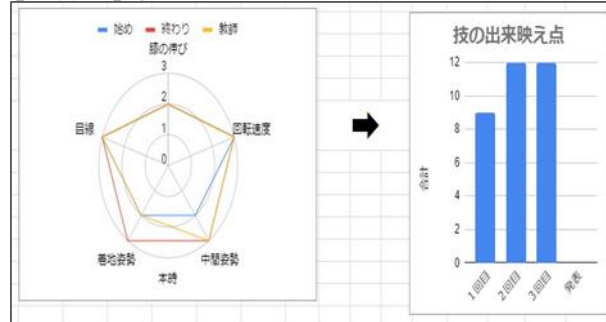 始め 終わり 教師
膝の伸び
3
2
1
0
目線
回転速度
着地姿勢
中間姿勢
本時
技の出来映え点
12
10
8
6
4
2
0
合計
1回目
2回目
3回目
発表